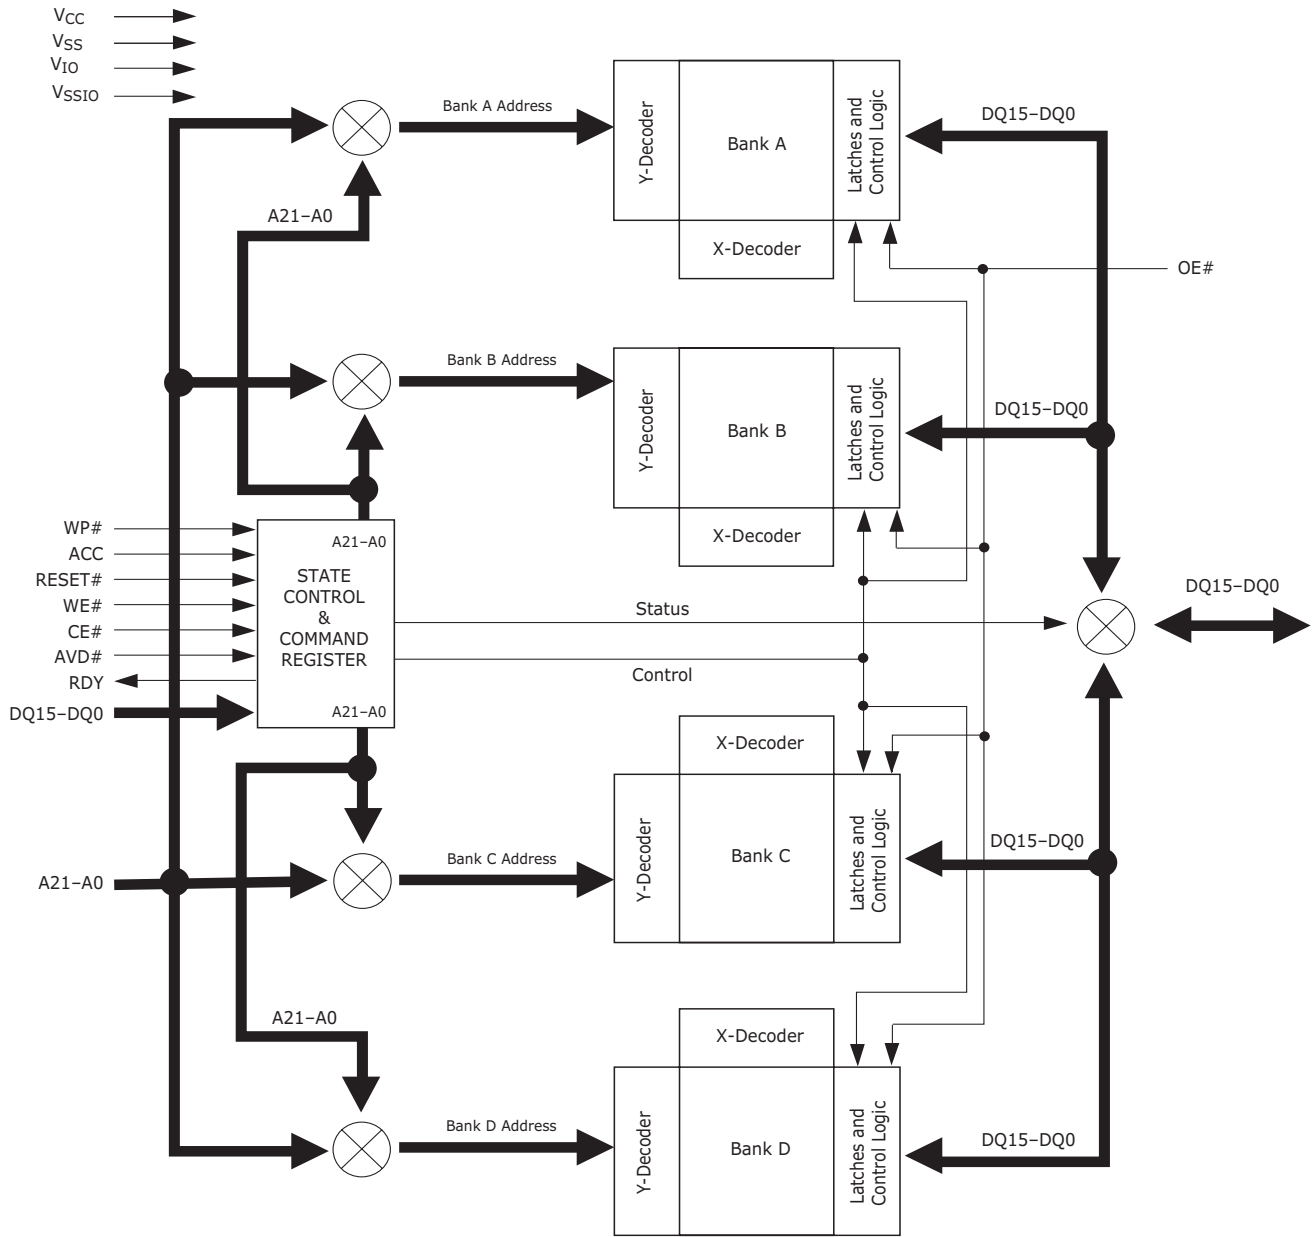 VCC
VSS
VIO
VSSIO
Bank A Address
Y-Decoder
Bank A
Latches and
Control Logic
DQ15–DQ0
A21–A0
X-Decoder
OE#
Bank B Address
Y-Decoder
Bank B
Latches and
Control Logic
DQ15–DQ0
X-Decoder
WP#
ACC
RESET#
WE#
CE#
AVD#
RDY
DQ15–DQ0
A21–A0
STATE
CONTROL
&
COMMAND
REGISTER
A21–A0
Status
Control
DQ15–DQ0
X-Decoder
A21–A0
Bank C Address
Y-Decoder
Bank C
Latches and
Control Logic
DQ15–DQ0
A21–A0
X-Decoder
Bank D Address
Y-Decoder
Bank D
Latches and
Control Logic
DQ15–DQ0